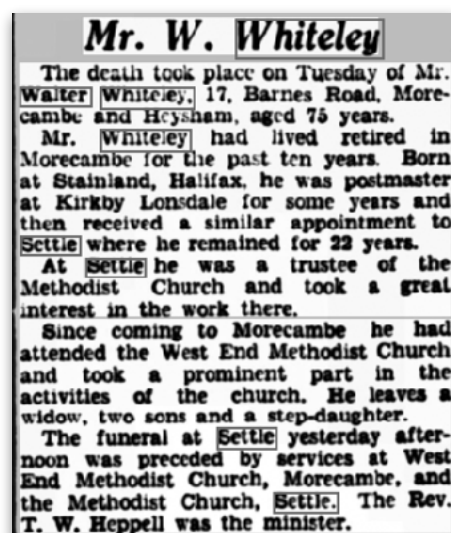 Mr. W. Whiteley
The death took place on Tuesday of Mr.
Walter Whiteley, 17, Barnes Road, More-
cambe and Heysham, aged 75 years.
Mr. Whiteley had lived retired in
Morecambe for the past ten years. Born
at Stainland, Halifax, he was postmaster
at Kirkby Lonsdale for some years and
then received a similar appointment to
Settle where he remained for 22 years.
At Settle he was a trustee of the
Methodist Church and took a great
interest in the work there.
Since coming to Morecambe he had
attended the West End Methodist Church
and took a prominent part in the
activities of the church. He leaves a
widow, two sons and a step-daughter.
The funeral at Settle yesterday after-
noon was preceded by services at West
End Methodist Church, Morecambe, and
the Methodist Church, Settle. The Rev.
T. W. Heppell was the minister.